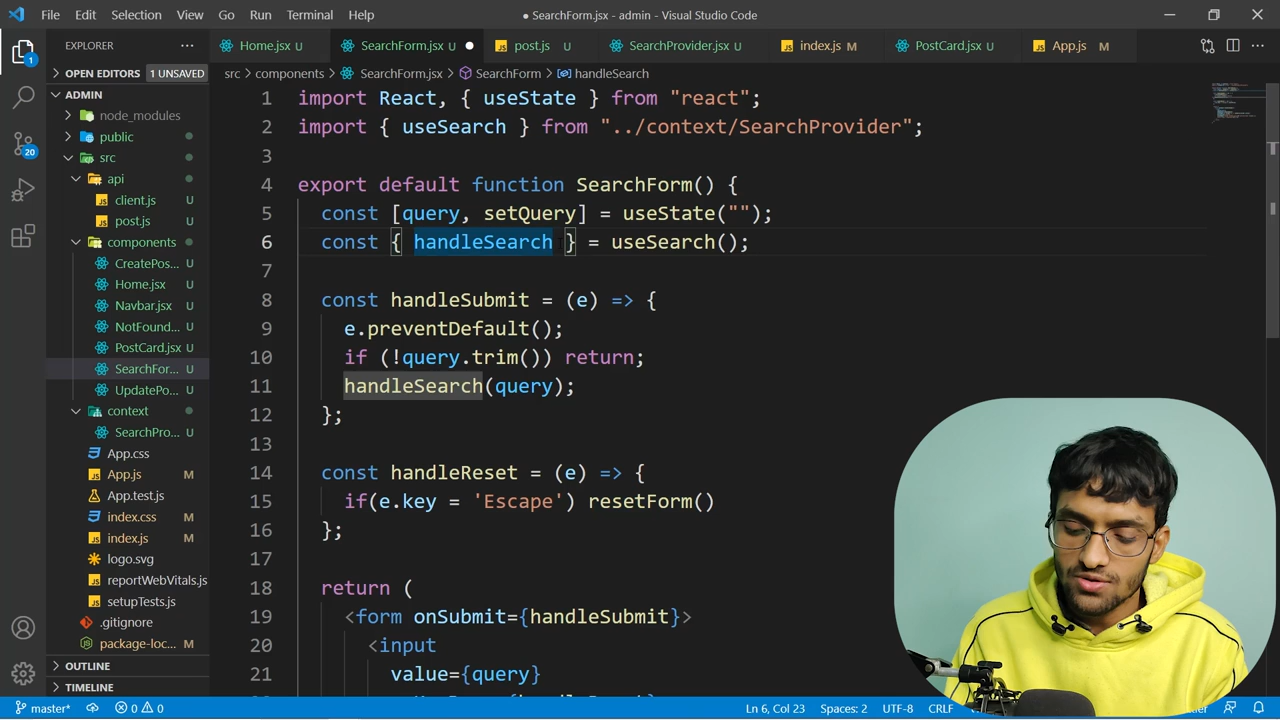 File Edit Selection View Go Run Terminal Help
● SearchForm.jsx - admin - Visual Studio Code
EXPLORER ···
Home.jsx U
SearchForm.jsx U ●
post.js U
SearchProvider.jsx U
index.js M
PostCard.jsx U
App.js M
OPEN EDITORS 1 UNSAVED
src > components > SearchForm.jsx > SearchForm > handleSearch
ADMIN
node_modules
public
src
api
client.js U
post.js U
components
CreatePos... U
Home.jsx U
Navbar.jsx U
NotFound... U
PostCard.jsx U
SearchFor... U
UpdatePo... U
context
SearchPro... U
App.css
App.js M
App.test.js
index.css M
index.js M
logo.svg
reportWebVitals.js
setupTests.js
.gitignore
package-loc... M
OUTLINE
TIMELINE
1
20
1 import React, { useState } from "react";
2 import { useSearch } from "../context/SearchProvider";
3
4 export default function SearchForm() {
5 const [query, setQuery] = useState("");
6 const { handleSearch } = useSearch();
7
8 const handleSubmit = (e) => {
9 e.preventDefault();
10 if (!query.trim()) return;
11 handleSearch(query);
12 };
13
14 const handleReset = (e) => {
15 if(e.key = 'Escape') resetForm()
16 };
17
18 return (
19 <form onSubmit={handleSubmit}>
20 <input
21 value={query}
master* 0 0 Ln 6, Col 23 Spaces: 2 UTF-8 CRLF